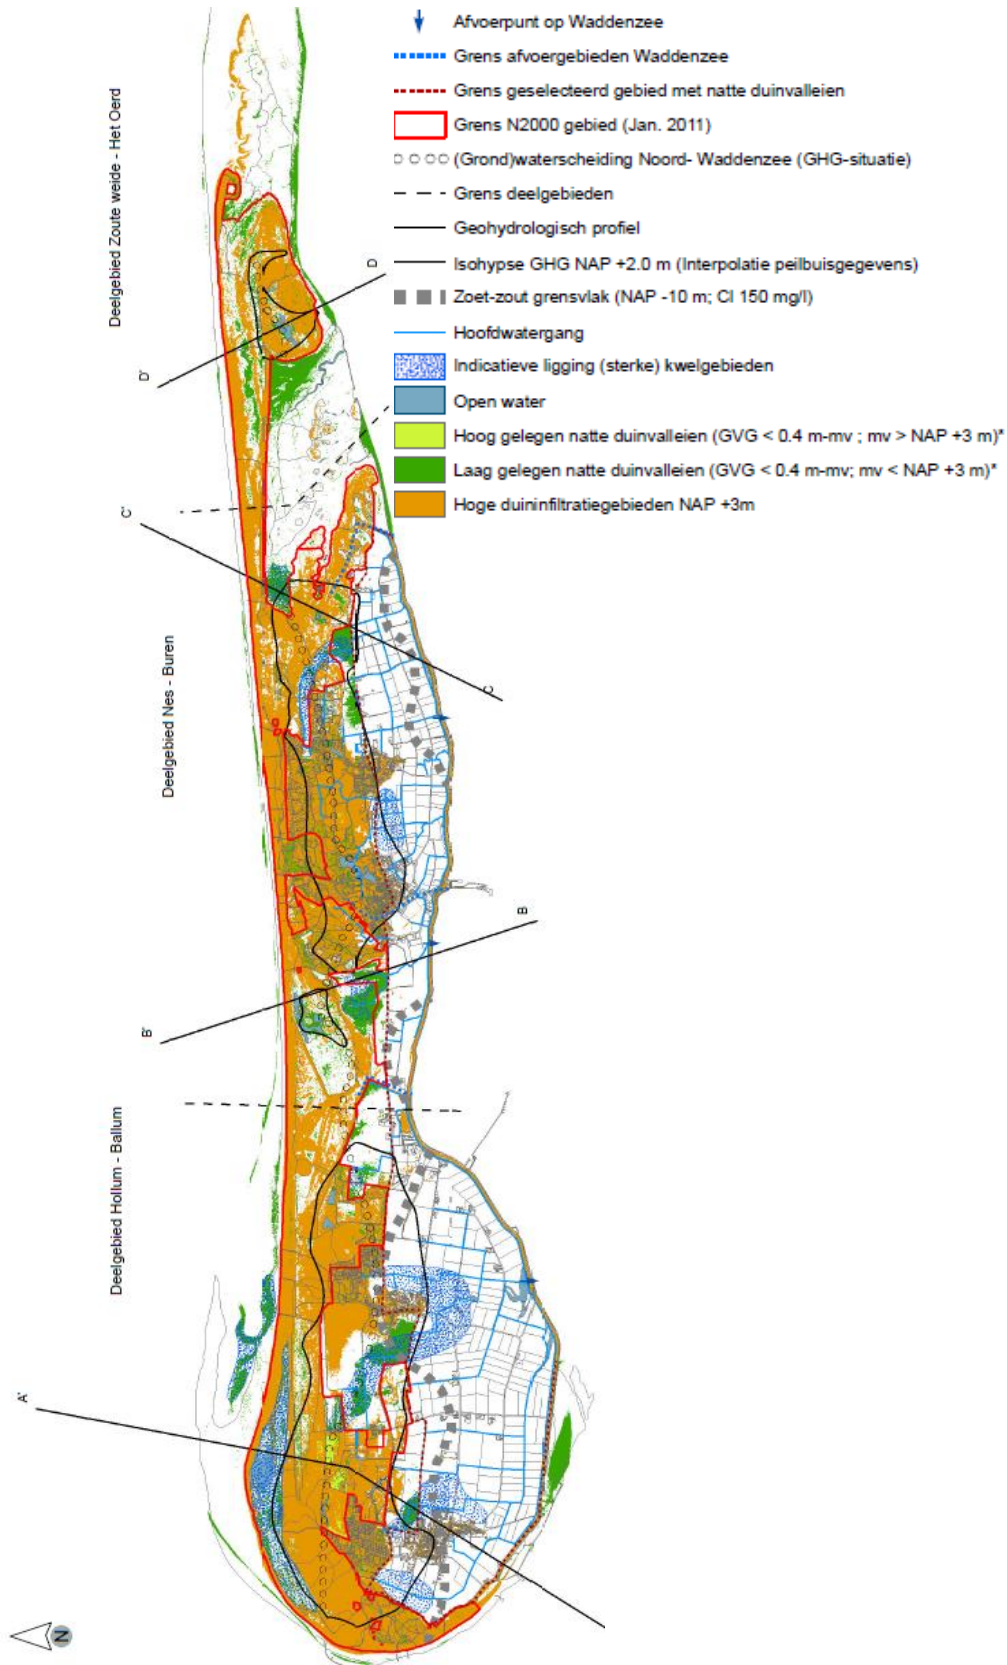 Afvoerpunt op Waddenzee
Grens afvoergebieden Waddenzee
Grens geselecteerd gebied met natte duinvalleien
Grens N2000 gebied (Jan. 2011)
(Grond)waterscheiding Noord- Waddenzee (GHG-situatie)
Grens deelgebieden
Geohydrologisch profiel
Isohypse GHG NAP +2.0 m (Interpolatie peilbuisgegevens)
Zoet-zout grensvlak (NAP -10 m; Cl 150 mg/l)
Hoofdwatergang
Indicatieve ligging (sterke) kwelgebieden
Open water
Hoog gelegen natte duinvalleien (GVG < 0.4 m-mv ; mv > NAP +3 m)*
Laag gelegen natte duinvalleien (GVG < 0.4 m-mv; mv < NAP +3 m)*
Hoge duininfiltratiegebieden NAP +3m
Deelgebied Zoute weide - Het Oerd
D
D'
C'
Deelgebied Nes - Buren
C
B
B'
Deelgebied Hollum - Ballum
A'
N